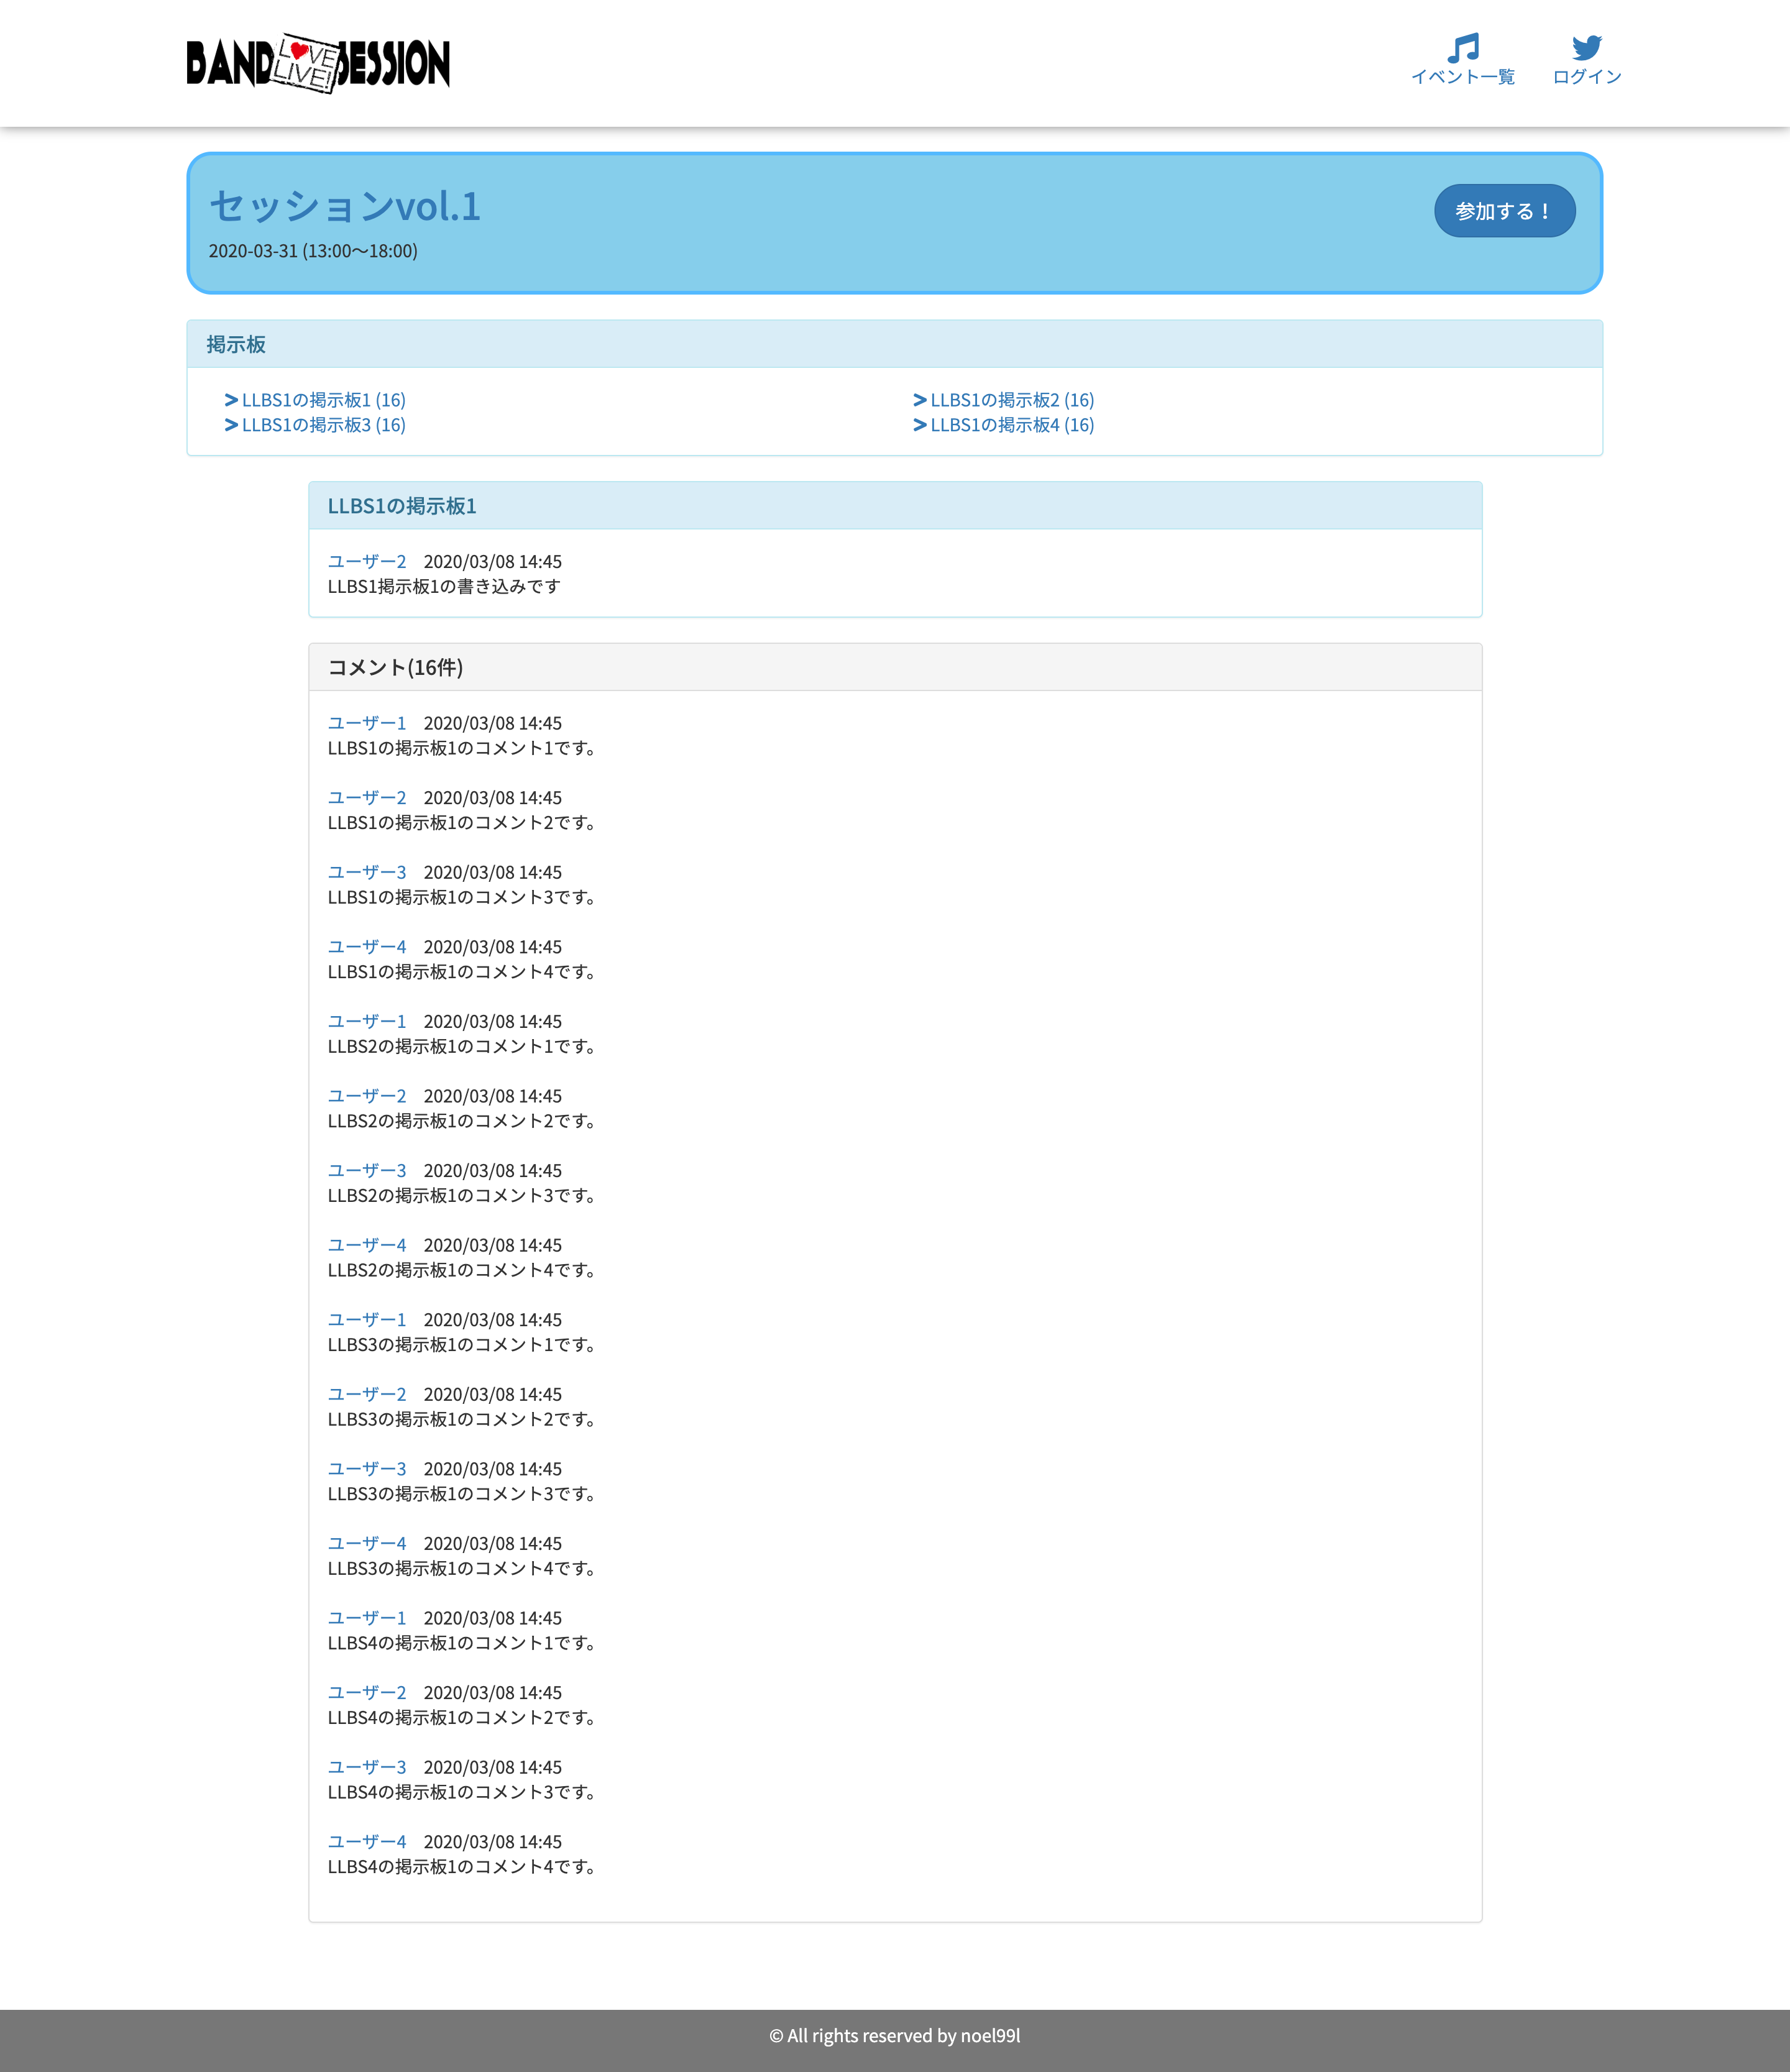 BAND LOVE LIVE! SESSION
イベント一覧
ログイン
セッションvol.1
参加する！
2020-03-31 (13:00〜18:00)
掲示板
LLBS1の掲示板1 (16)
LLBS1の掲示板2 (16)
LLBS1の掲示板3 (16)
LLBS1の掲示板4 (16)
LLBS1の掲示板1
ユーザー2 2020/03/08 14:45
LLBS1掲示板1の書き込みです
コメント(16件)
ユーザー1 2020/03/08 14:45
LLBS1の掲示板1のコメント1です。
ユーザー2 2020/03/08 14:45
LLBS1の掲示板1のコメント2です。
ユーザー3 2020/03/08 14:45
LLBS1の掲示板1のコメント3です。
ユーザー4 2020/03/08 14:45
LLBS1の掲示板1のコメント4です。
ユーザー1 2020/03/08 14:45
LLBS2の掲示板1のコメント1です。
ユーザー2 2020/03/08 14:45
LLBS2の掲示板1のコメント2です。
ユーザー3 2020/03/08 14:45
LLBS2の掲示板1のコメント3です。
ユーザー4 2020/03/08 14:45
LLBS2の掲示板1のコメント4です。
ユーザー1 2020/03/08 14:45
LLBS3の掲示板1のコメント1です。
ユーザー2 2020/03/08 14:45
LLBS3の掲示板1のコメント2です。
ユーザー3 2020/03/08 14:45
LLBS3の掲示板1のコメント3です。
ユーザー4 2020/03/08 14:45
LLBS3の掲示板1のコメント4です。
ユーザー1 2020/03/08 14:45
LLBS4の掲示板1のコメント1です。
ユーザー2 2020/03/08 14:45
LLBS4の掲示板1のコメント2です。
ユーザー3 2020/03/08 14:45
LLBS4の掲示板1のコメント3です。
ユーザー4 2020/03/08 14:45
LLBS4の掲示板1のコメント4です。
© All rights reserved by noel99l